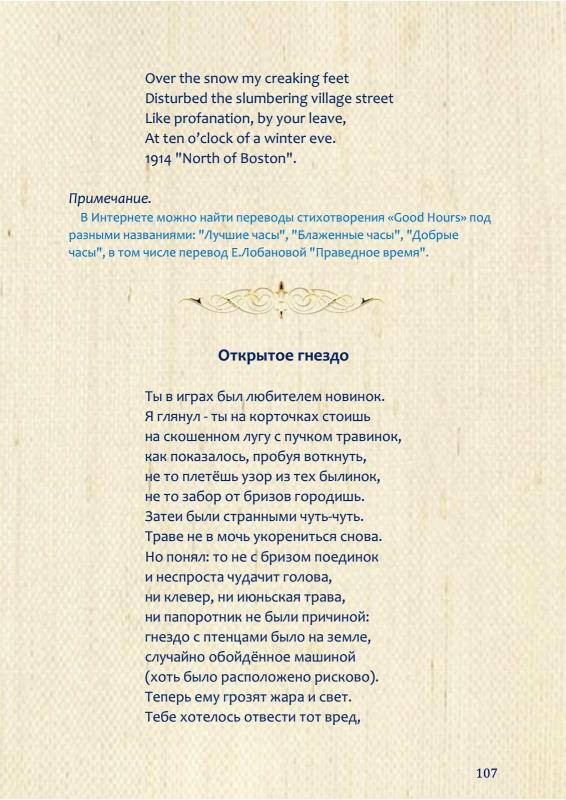 Over the snow my creaking feet
Disturbed the slumbering village street
Like profanation, by your leave,
At ten o’clock of a winter eve.
1914 "North of Boston".
Примечание.
В Интернете можно найти переводы стихотворения «Good Hours» под
разными названиями: "Лучшие часы", "Блаженные часы", "Добрые
часы", в том числе перевод Е.Лобановой "Праведное время".
Открытое гнездо
Ты в играх был любителем новинок.
Я глянул - ты на корточках стоишь
на скошенном лугу с пучком травинок,
как показалось, пробуя воткнуть,
не то плетёшь узор из тех былинок,
не то забор от бризов городишь.
Затеи были странными чуть-чуть.
Траве не в мочь укорениться снова.
Но понял: то не с бризом поединок
и неспроста чудачит голова,
ни клевер, ни июньская трава,
ни папоротник не были причиной:
гнездо с птенцами было на земле,
случайно обойдённое машиной
(хоть было расположено рисково).
Теперь ему грозят жара и свет.
Тебе хотелось отвести тот вред,
107